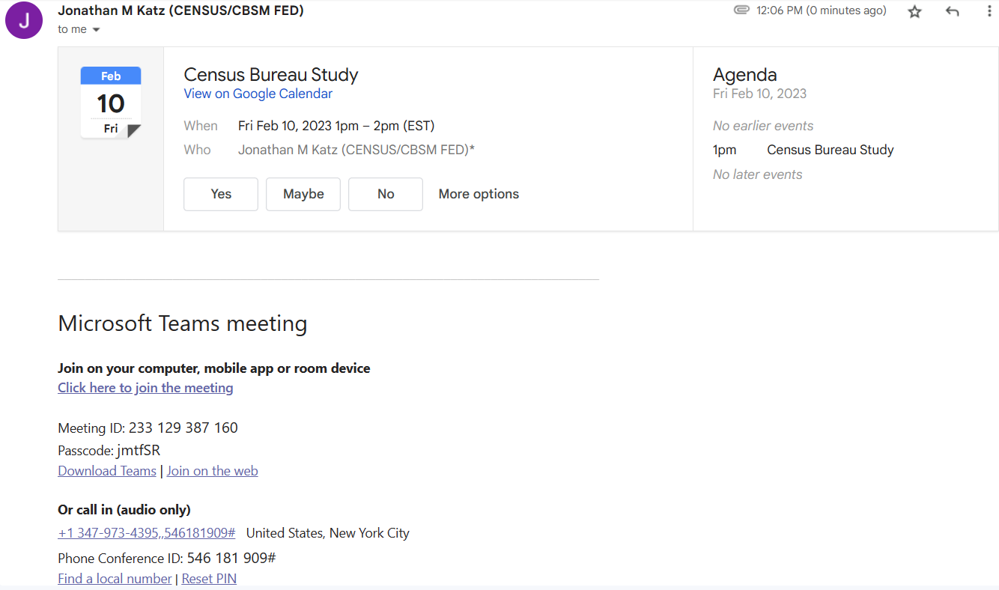 J
Jonathan M Katz (CENSUS/CBSM FED)
12:06 PM (0 minutes ago)
to me
Feb
10
Fri
Census Bureau Study
View on Google Calendar
When Fri Feb 10, 2023 1pm – 2pm (EST)
Who Jonathan M Katz (CENSUS/CBSM FED)*
Yes Maybe No More options
Agenda
Fri Feb 10, 2023
No earlier events
1pm Census Bureau Study
No later events
Microsoft Teams meeting
Join on your computer, mobile app or room device
Click here to join the meeting
Meeting ID: 233 129 387 160
Passcode: jmtfSR
Download Teams | Join on the web
Or call in (audio only)
+1 347-973-4395,,546181909# United States, New York City
Phone Conference ID: 546 181 909#
Find a local number | Reset PIN